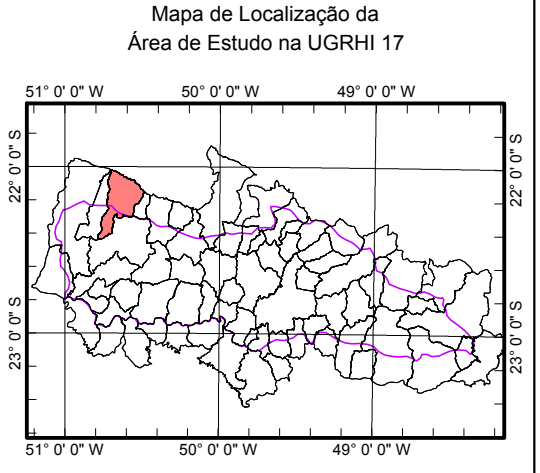 Mapa de Localização da
Área de Estudo na UGRHI 17
51° 0' 0" W 50° 0' 0" W 49° 0' 0" W
22° 0' 0" S 22° 0' 0" S
23° 0' 0" S 23° 0' 0" S
51° 0' 0" W 50° 0' 0" W 49° 0' 0" W